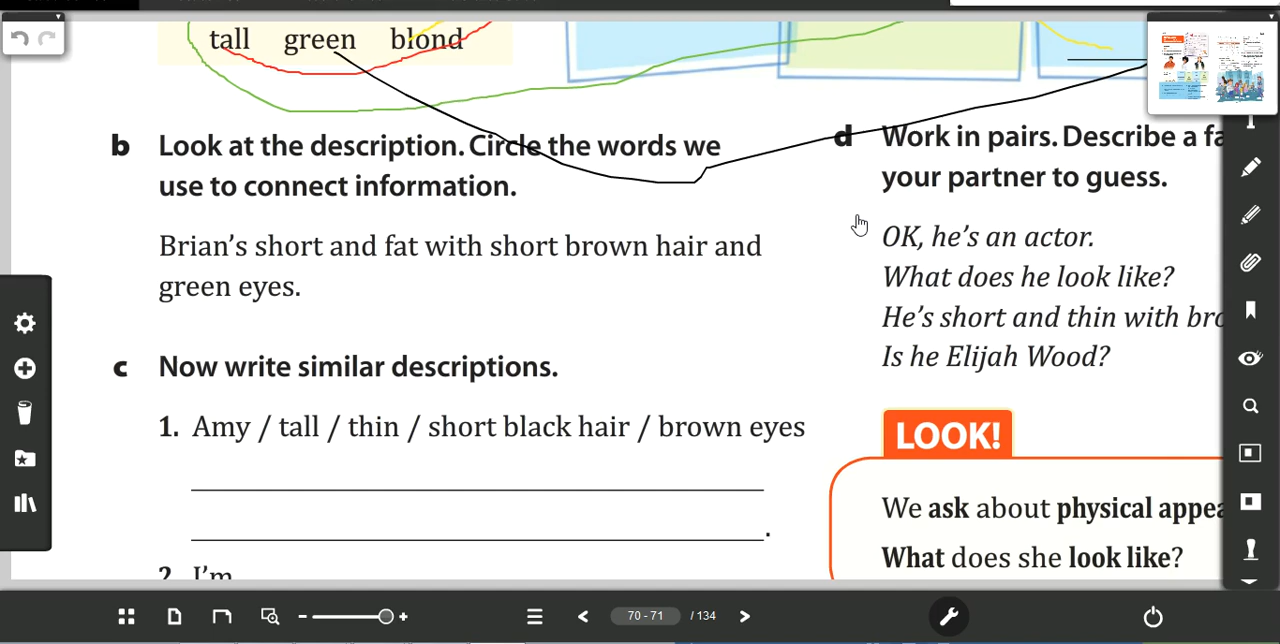 tall green blond
b Look at the description. Circle the words we
use to connect information.
Brian's short and fat with short brown hair and
green eyes.
c Now write similar descriptions.
1. Amy / tall / thin / short black hair / brown eyes
.
2. I'm
d Work in pairs. Describe a fa
your partner to guess.
OK, he's an actor.
What does he look like?
He's short and thin with bro
Is he Elijah Wood?
LOOK!
We ask about physical appea
What does she look like?
70-71 / 134